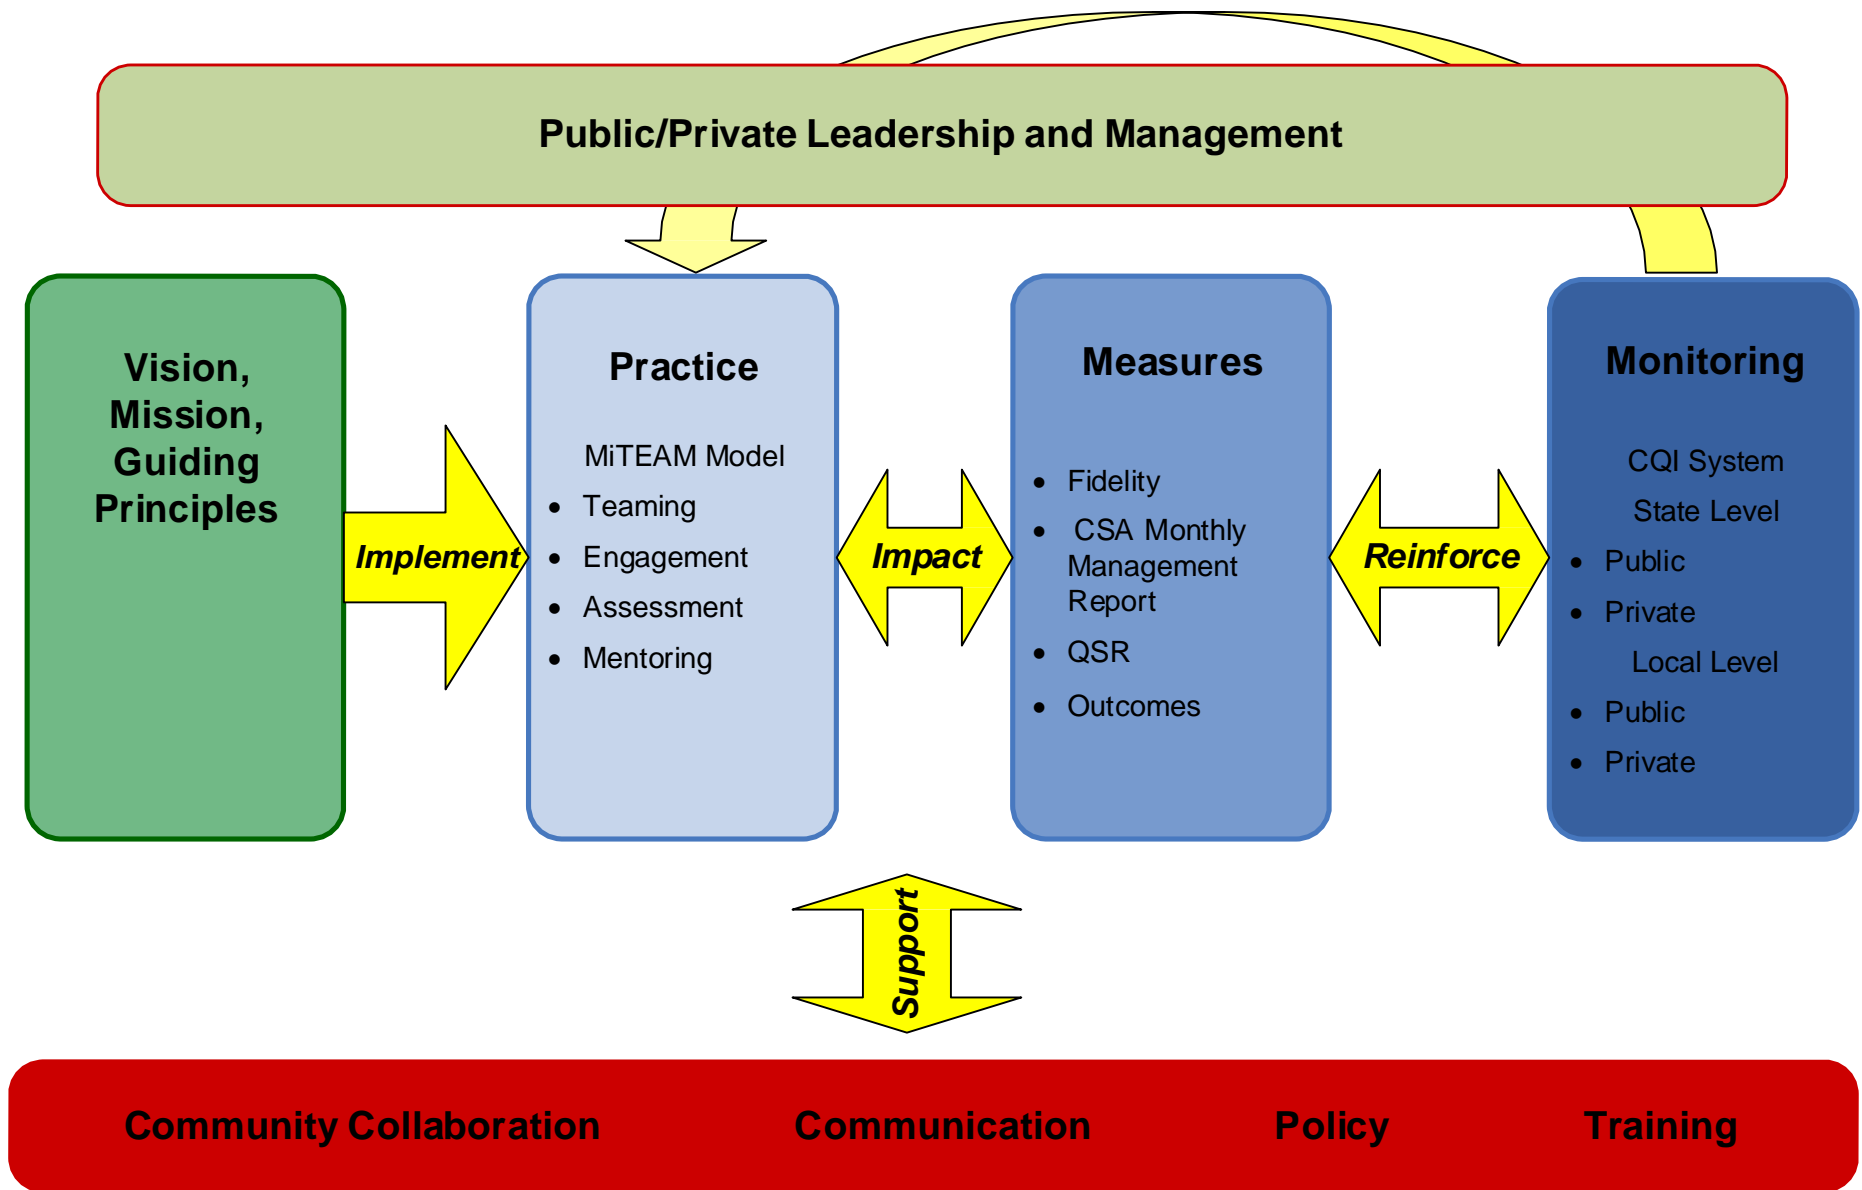 Public/Private Leadership and Management
Vision,
Mission,
Guiding
Principles
Implement
Practice
MiTEAM Model
• Teaming
• Engagement
• Assessment
• Mentoring
Impact
Measures
• Fidelity
• CSA Monthly
Management
Report
• QSR
• Outcomes
Reinforce
Monitoring
CQI System
State Level
• Public
• Private
Local Level
• Public
• Private
Support
Community Collaboration Communication Policy Training